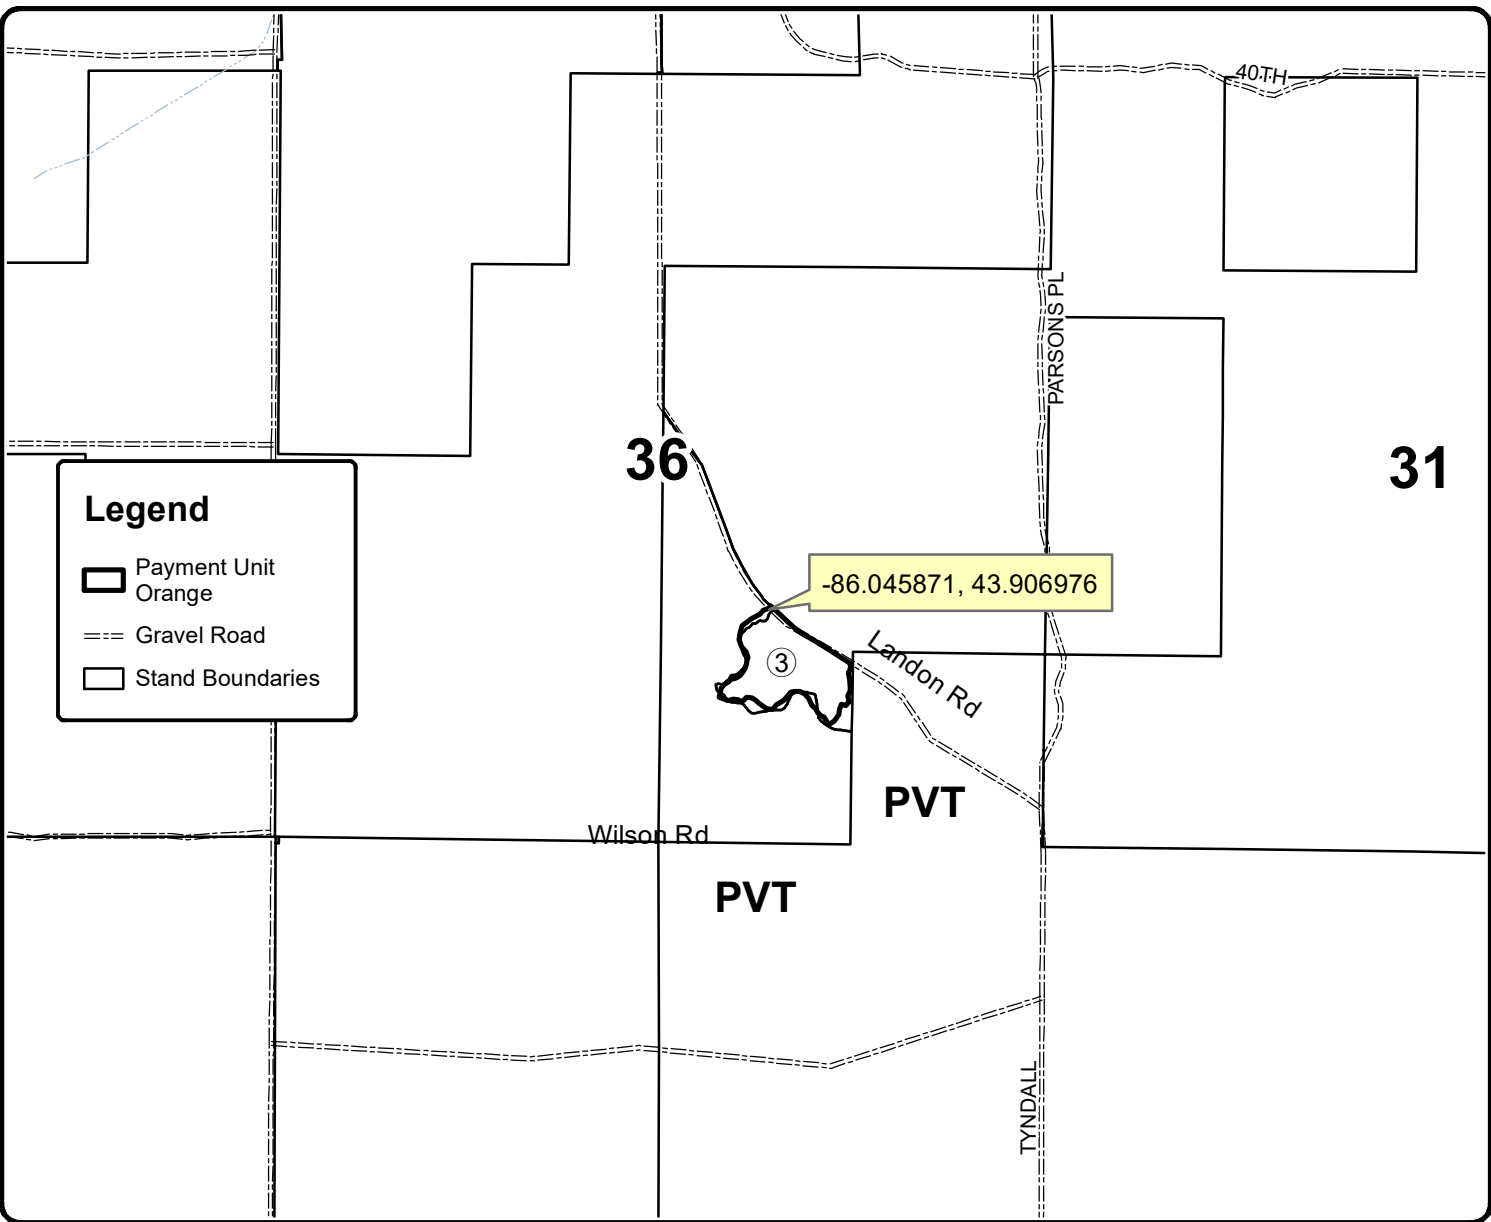 40TH
PARSONS PL
36
31
Legend
Payment Unit
Orange
Gravel Road
Stand Boundaries
-86.045871, 43.906976
3
Landon Rd
PVT
Wilson Rd
PVT
TYNDALL